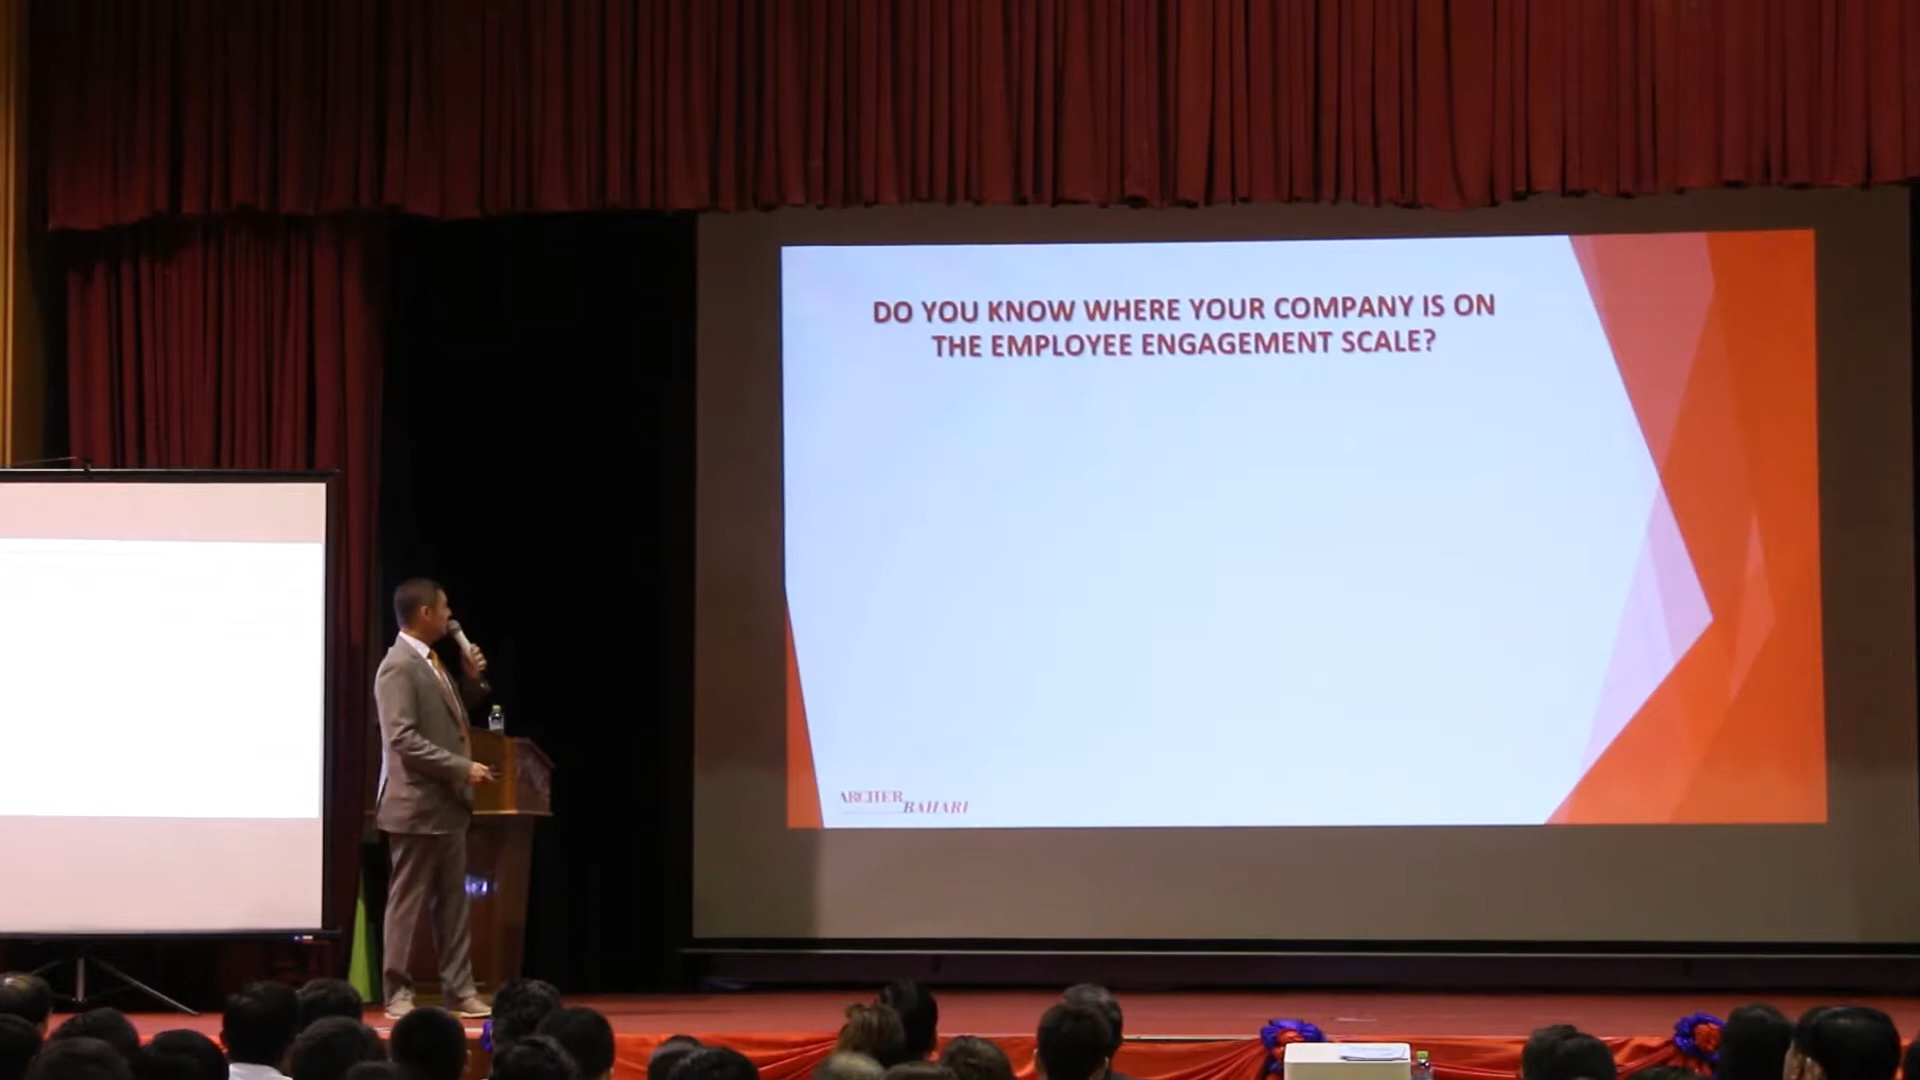 DO YOU KNOW WHERE YOUR COMPANY IS ON
THE EMPLOYEE ENGAGEMENT SCALE?
ARCHER
BAHARI